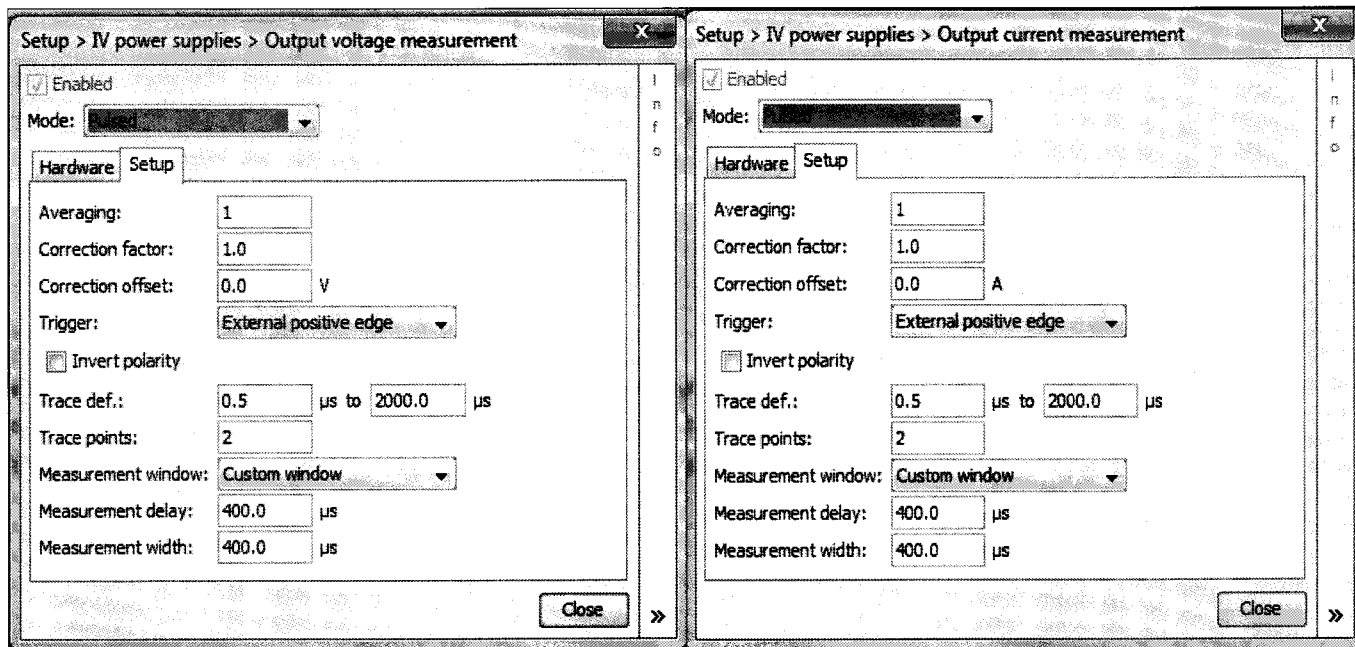 Setup > IV power supplies > Output voltage measurement
Enabled
Mode: Pulsed
Hardware Setup
Averaging: 1
Correction factor: 1.0
Correction offset: 0.0 V
Trigger: External positive edge
Invert polarity
Trace def.: 0.5 µs to 2000.0 µs
Trace points: 2
Measurement window: Custom window
Measurement delay: 400.0 µs
Measurement width: 400.0 µs
Close
Info
»
Setup > IV power supplies > Output current measurement
Enabled
Mode: Pulsed
Hardware Setup
Averaging: 1
Correction factor: 1.0
Correction offset: 0.0 A
Trigger: External positive edge
Invert polarity
Trace def.: 0.5 µs to 2000.0 µs
Trace points: 2
Measurement window: Custom window
Measurement delay: 400.0 µs
Measurement width: 400.0 µs
Close
Info
»